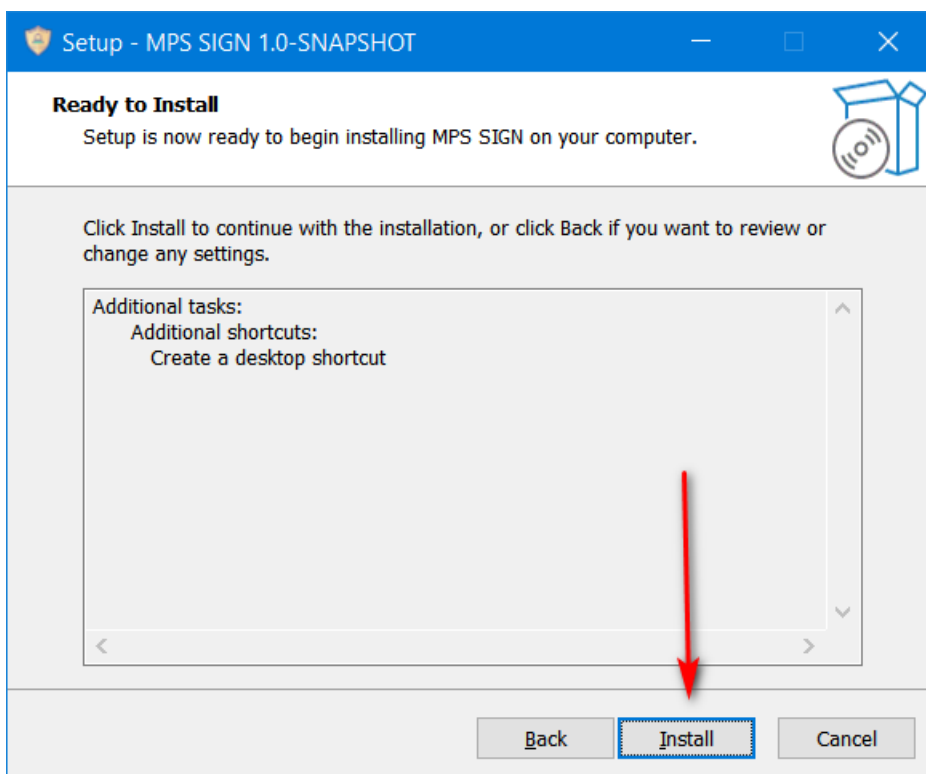 Setup - MPS SIGN 1.0-SNAPSHOT
Ready to Install
Setup is now ready to begin installing MPS SIGN on your computer.
Click Install to continue with the installation, or click Back if you want to review or
change any settings.
Additional tasks:
Additional shortcuts:
Create a desktop shortcut
Back
Install
Cancel